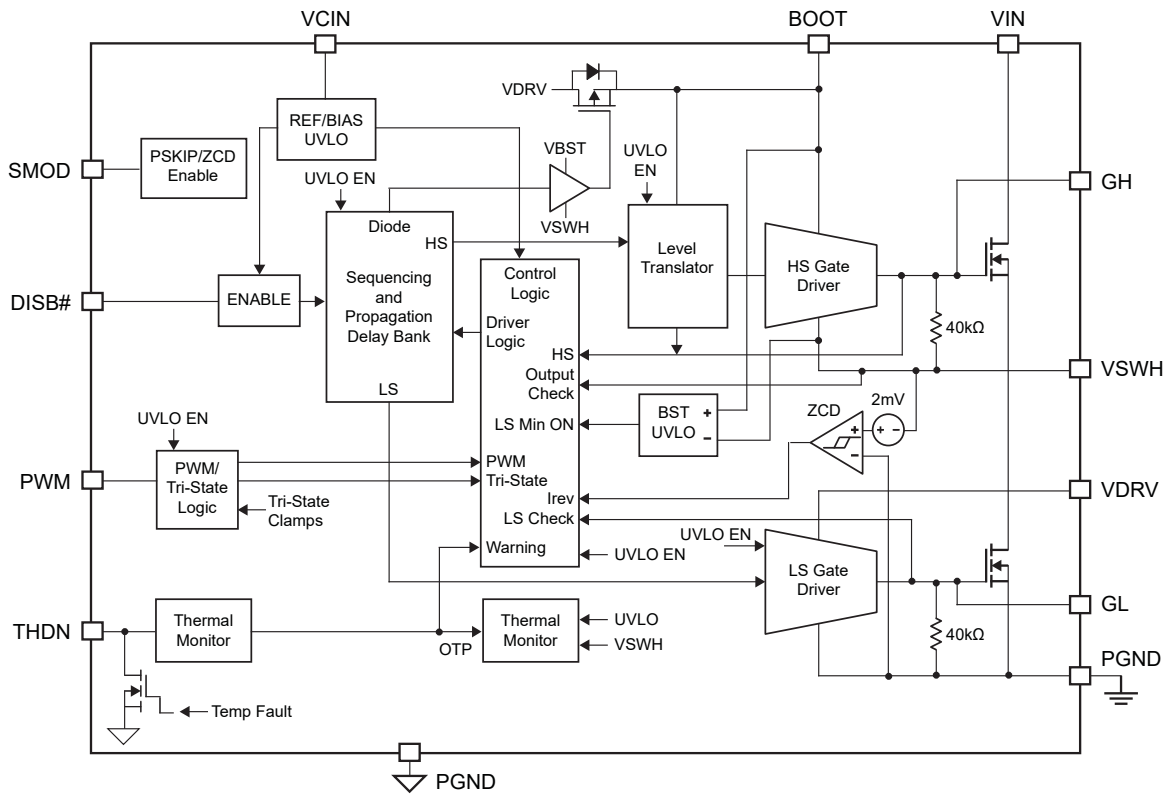 VCIN
BOOT
VIN
VDRV
REF/BIAS
UVLO
SMOD
PSKIP/ZCD
Enable
VBST
UVLO
EN
UVLO EN
VSWH
GH
Diode
HS
Level
Translator
HS Gate
Driver
Control
Logic
DISB#
ENABLE
Sequencing
and
Propagation
Delay Bank
Driver
Logic
40kΩ
HS
VSWH
Output
Check
LS
ZCD
2mV
+ -
UVLO EN
LS Min ON
BST
UVLO
+
-
+
-
PWM
PWM/
Tri-State
Logic
PWM
Tri-State
VDRV
Tri-State
Clamps
Irev
LS Check
UVLO EN
Warning
UVLO EN
LS Gate
Driver
GL
THDN
Thermal
Monitor
OTP
Thermal
Monitor
UVLO
VSWH
40kΩ
PGND
Temp Fault
PGND